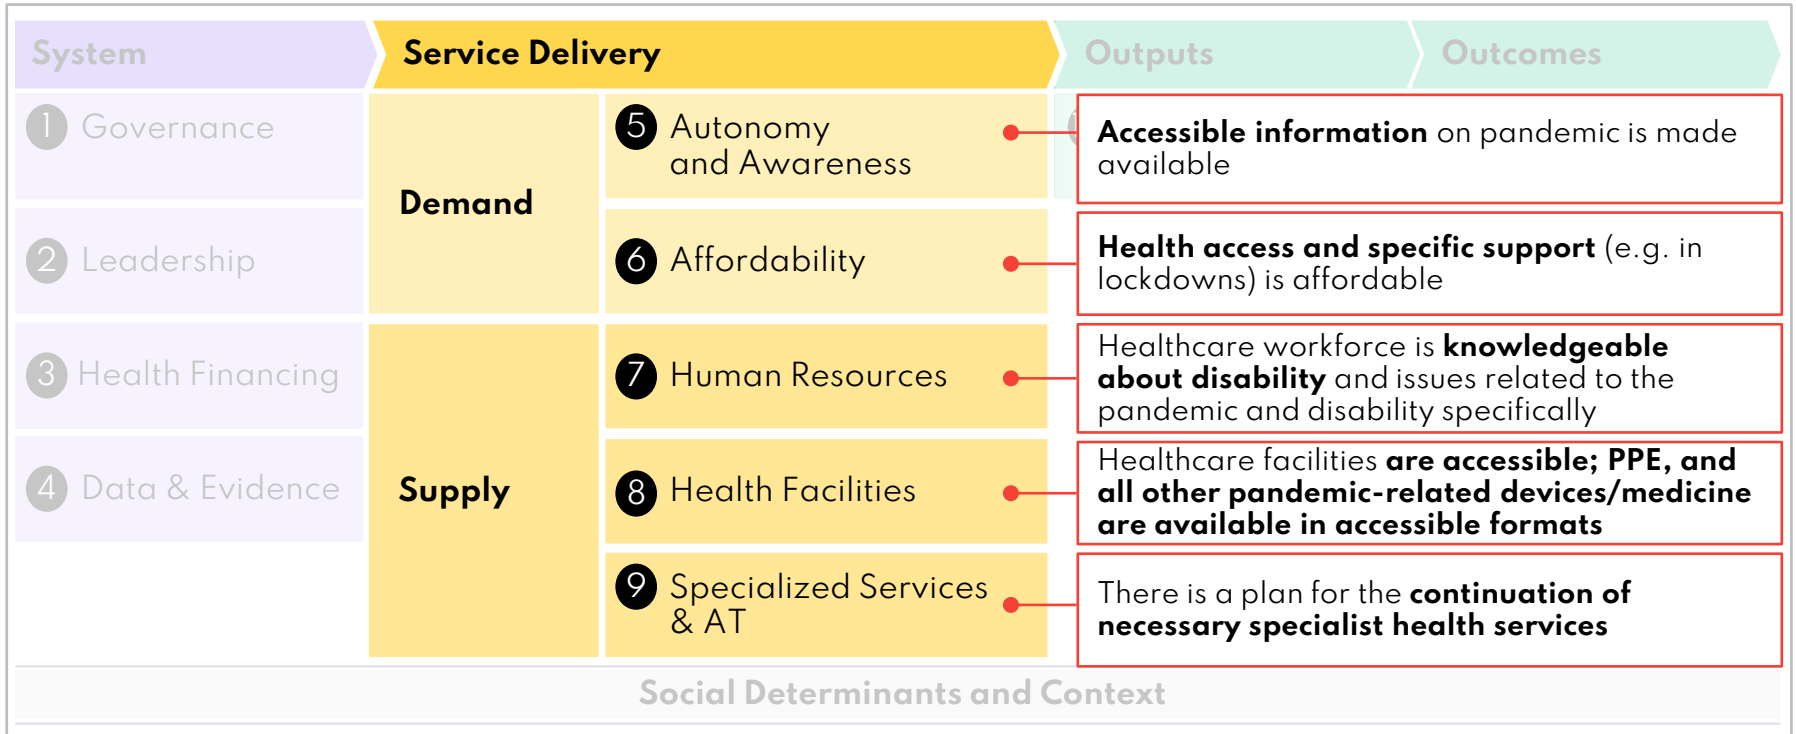 System
Service Delivery
Outputs
Outcomes
1 Governance
2 Leadership
3 Health Financing
4 Data & Evidence
Demand
5 Autonomy
and Awareness
6 Affordability
Supply
7 Human Resources
8 Health Facilities
9 Specialized Services
& AT
Accessible information on pandemic is made
available
Health access and specific support (e.g. in
lockdowns) is affordable
Healthcare workforce is knowledgeable
about disability and issues related to the
pandemic and disability specifically
Healthcare facilities are accessible; PPE, and
all other pandemic-related devices/medicine
are available in accessible formats
There is a plan for the continuation of
necessary specialist health services
Social Determinants and Context